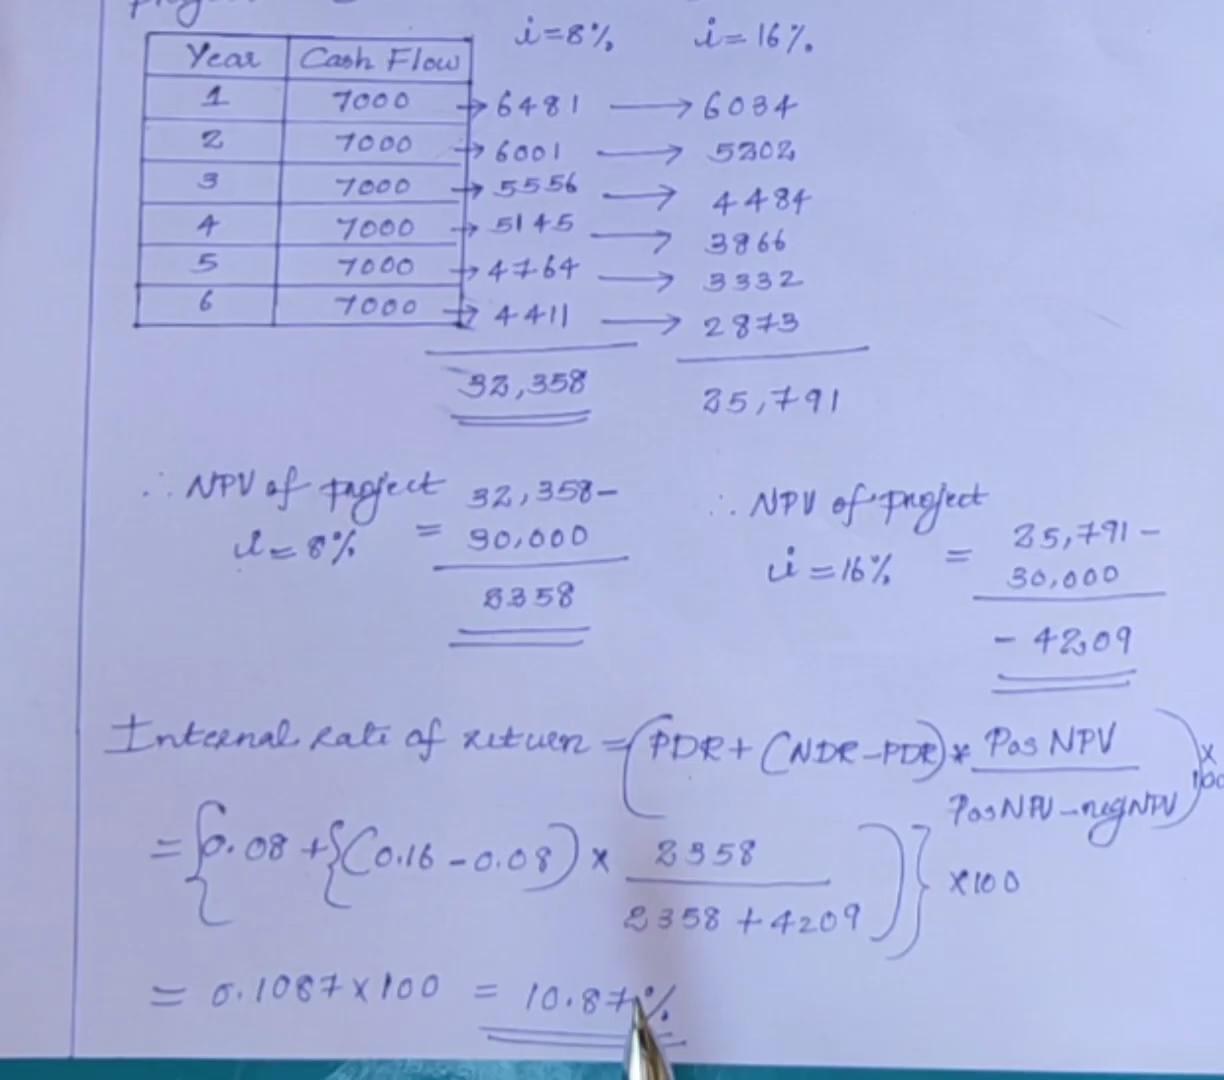 project
i=8% i=16%
Year Cash Flow
1 7000 → 6481 → 6034
2 7000 → 6001 → 5202
3 7000 → 5556 → 4484
4 7000 → 5145 → 3866
5 7000 → 4764 → 3332
6 7000 → 4411 → 2873
32,358 25,791
∴ NPV of project i=8% = 32,358 –
30,000
2358
∴ NPV of project i=16% = 25,791 –
30,000
– 4209
Internal Rate of return = (PDR + (NDR – PDR) * Pos NPV / Pos NPV – neg NPV) × 100
= {0.08 + {(0.16 – 0.08) × 2358 / 2358 + 4209)} × 100
= 0.1087 × 100 = 10.87%